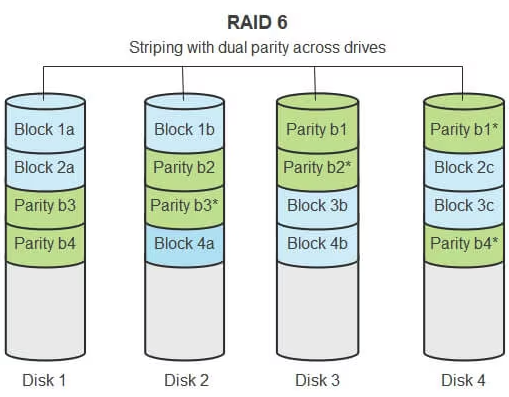 RAID 6
Striping with dual parity across drives
Block 1a Block 1b Parity b1 Parity b1*
Block 2a Parity b2 Parity b2* Block 2c
Parity b3 Parity b3* Block 3b Block 3c
Parity b4 Block 4a Block 4b Parity b4*
Disk 1 Disk 2 Disk 3 Disk 4